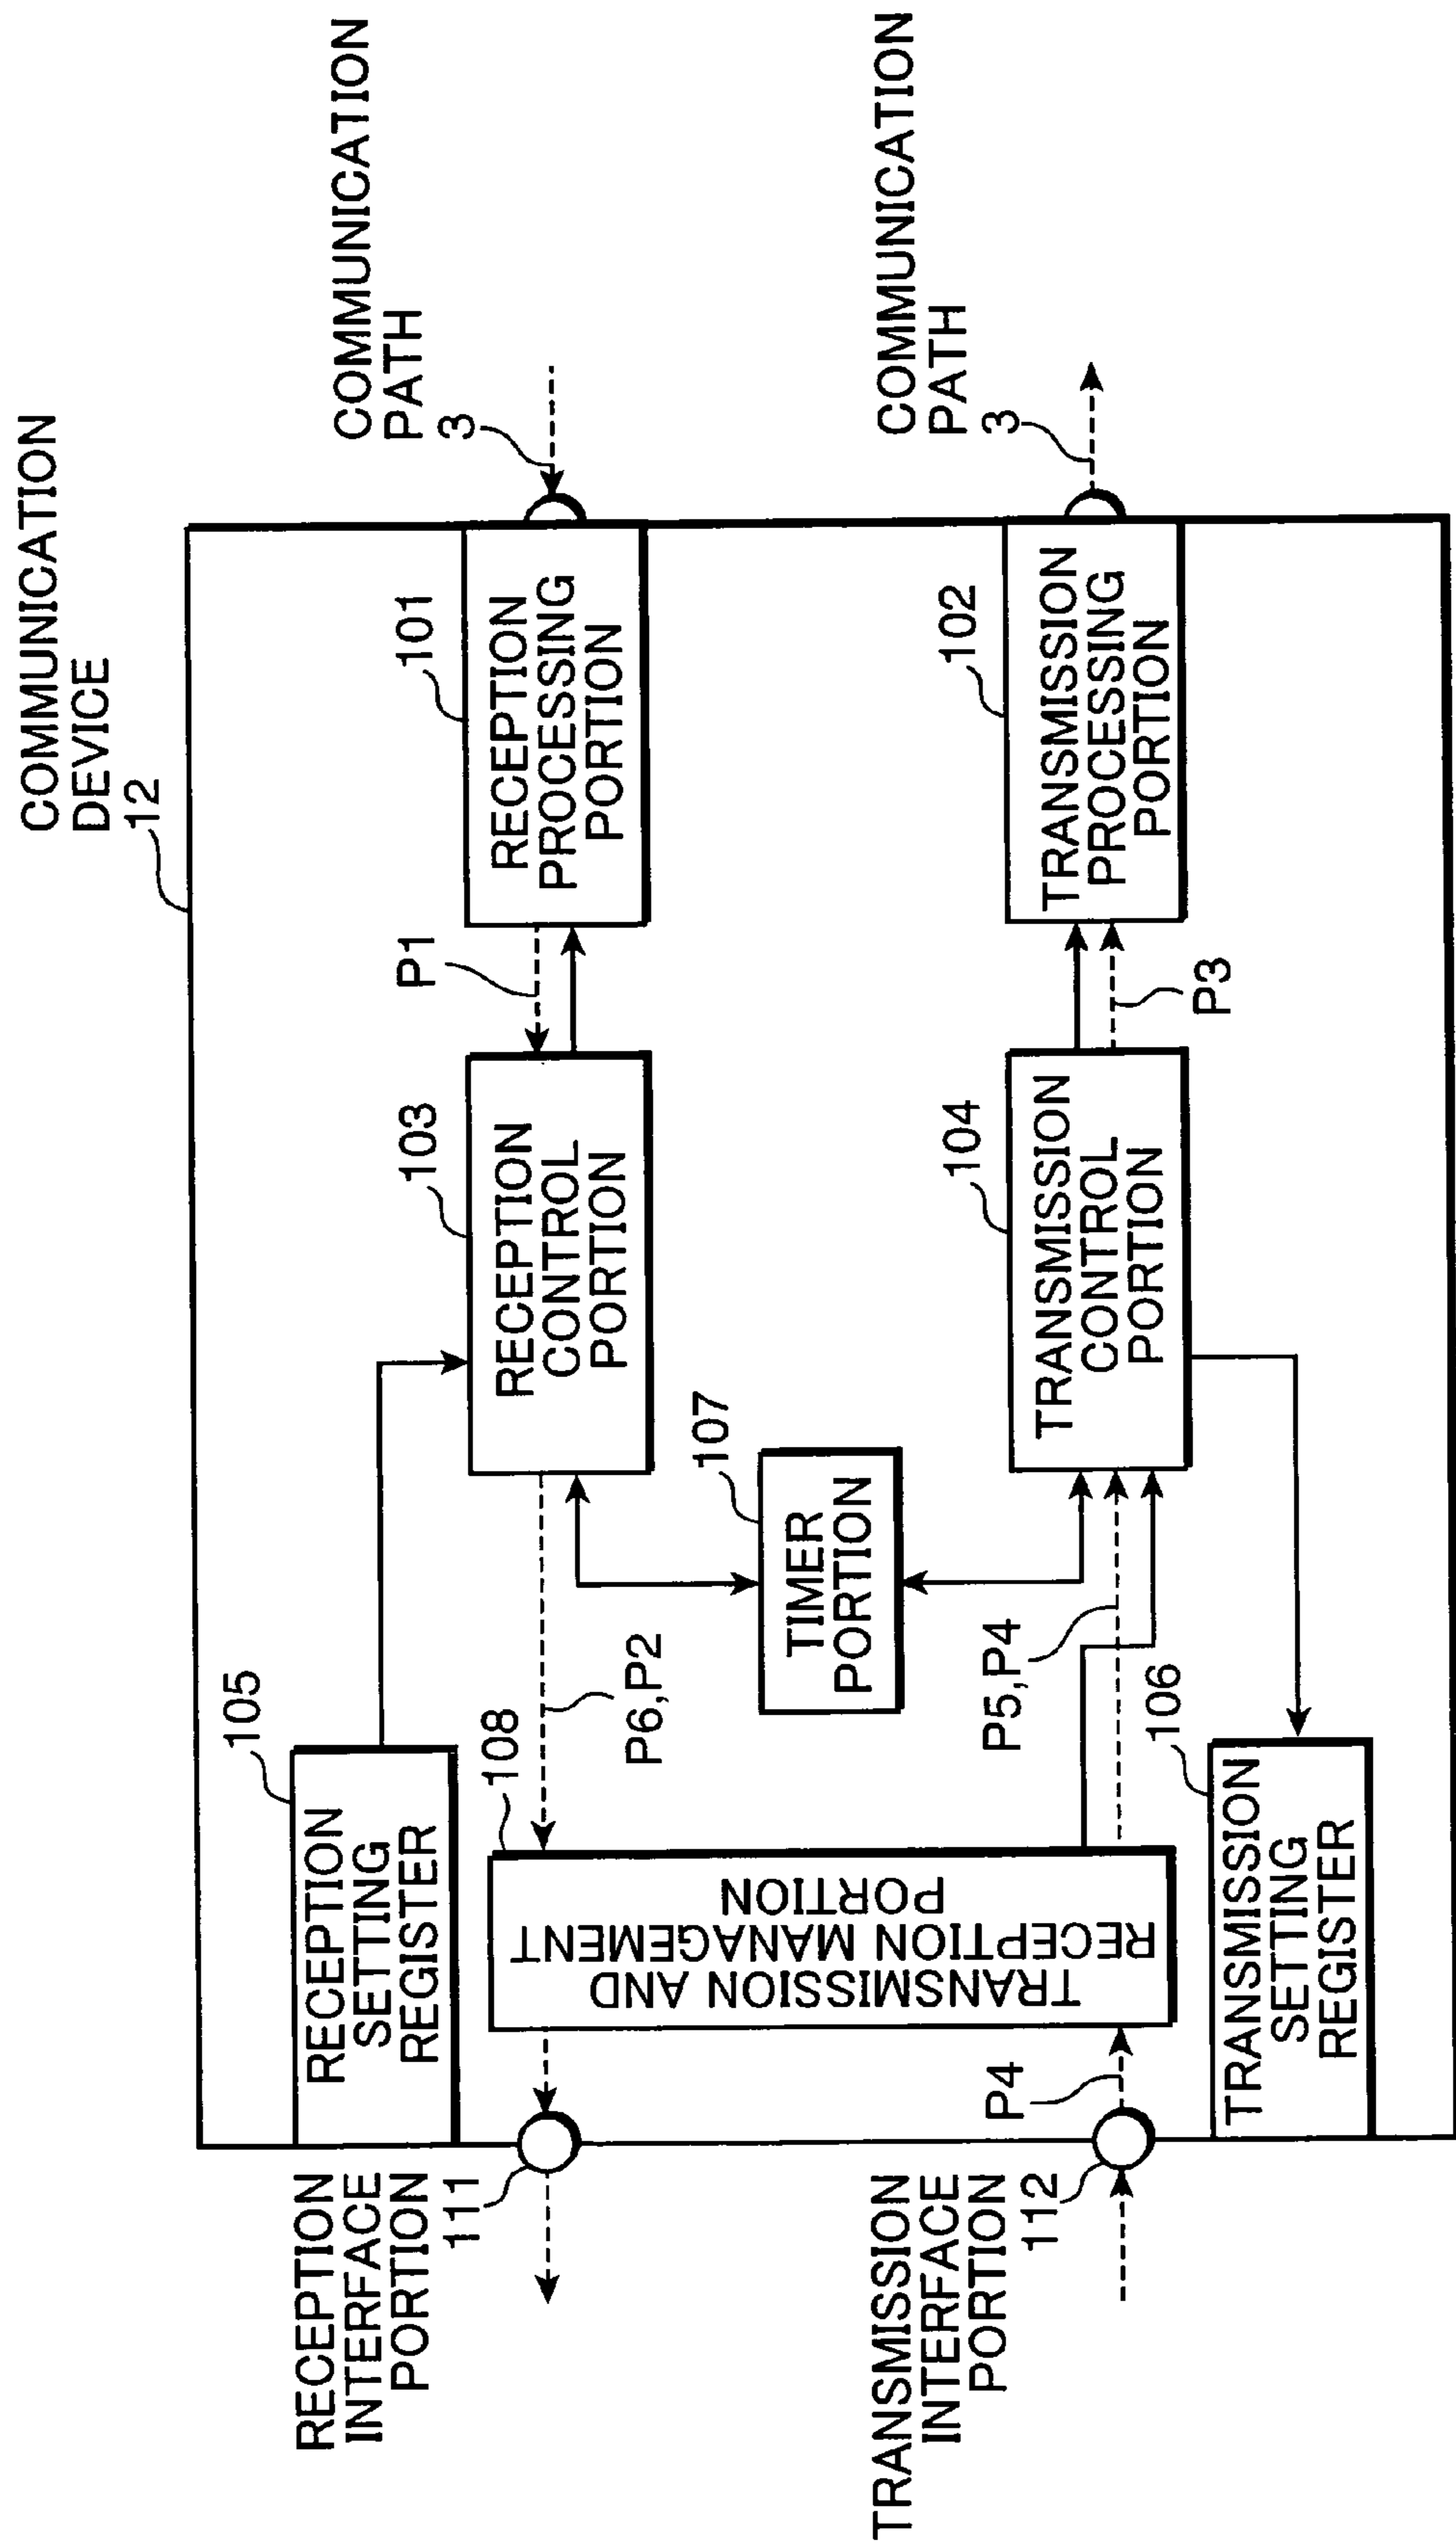 COMMUNICATION
DEVICE
12
COMMUNICATION
PATH
3
COMMUNICATION
PATH
3
101
RECEPTION
PROCESSING
PORTION
102
TRANSMISSION
PROCESSING
PORTION
P1
P3
103
RECEPTION
CONTROL
PORTION
104
TRANSMISSION
CONTROL
PORTION
107
TIMER
PORTION
P6,P2
P5,P4
105
RECEPTION
SETTING
REGISTER
108
TRANSMISSION AND
RECEPTION MANAGEMENT
PORTION
106
TRANSMISSION
SETTING
REGISTER
P4
RECEPTION
INTERFACE
PORTION
111
TRANSMISSION
INTERFACE
PORTION
112